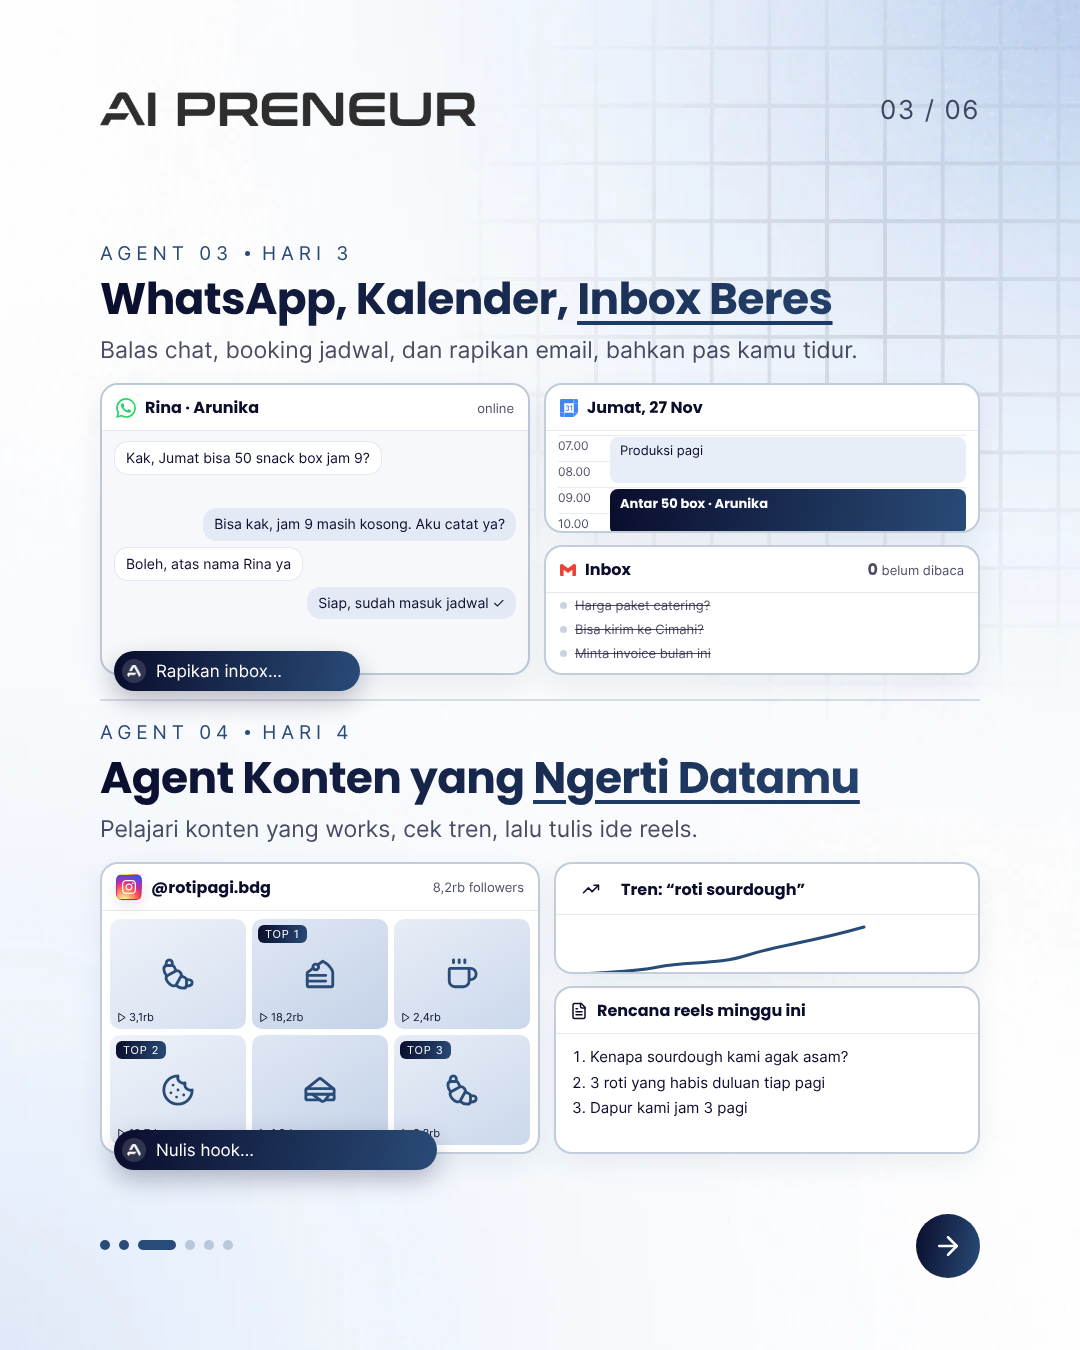 AI PRENEUR
03 / 06
AGENT 03 • HARI 3
WhatsApp, Kalender, Inbox Beres
Balas chat, booking jadwal, dan rapikan email, bahkan pas kamu tidur.
Rina · Arunika
online
Kak, Jumat bisa 50 snack box jam 9?
Bisa kak, jam 9 masih kosong. Aku catat ya?
Boleh, atas nama Rina ya
Siap, sudah masuk jadwal ✓
Rapikan inbox...
31
Jumat, 27 Nov
07.00
Produksi pagi
08.00
09.00
Antar 50 box · Arunika
10.00
Inbox
0 belum dibaca
Harga paket catering?
Bisa kirim ke Cimahi?
Minta invoice bulan ini
AGENT 04 • HARI 4
Agent Konten yang Ngerti Datamu
Pelajari konten yang works, cek tren, lalu tulis ide reels.
@rotipagi.bdg
8,2rb followers
3,1rb
TOP 1
18,2rb
2,4rb
TOP 2
TOP 3
Nulis hook...
Tren: “roti sourdough”
Rencana reels minggu ini
1. Kenapa sourdough kami agak asam?
2. 3 roti yang habis duluan tiap pagi
3. Dapur kami jam 3 pagi